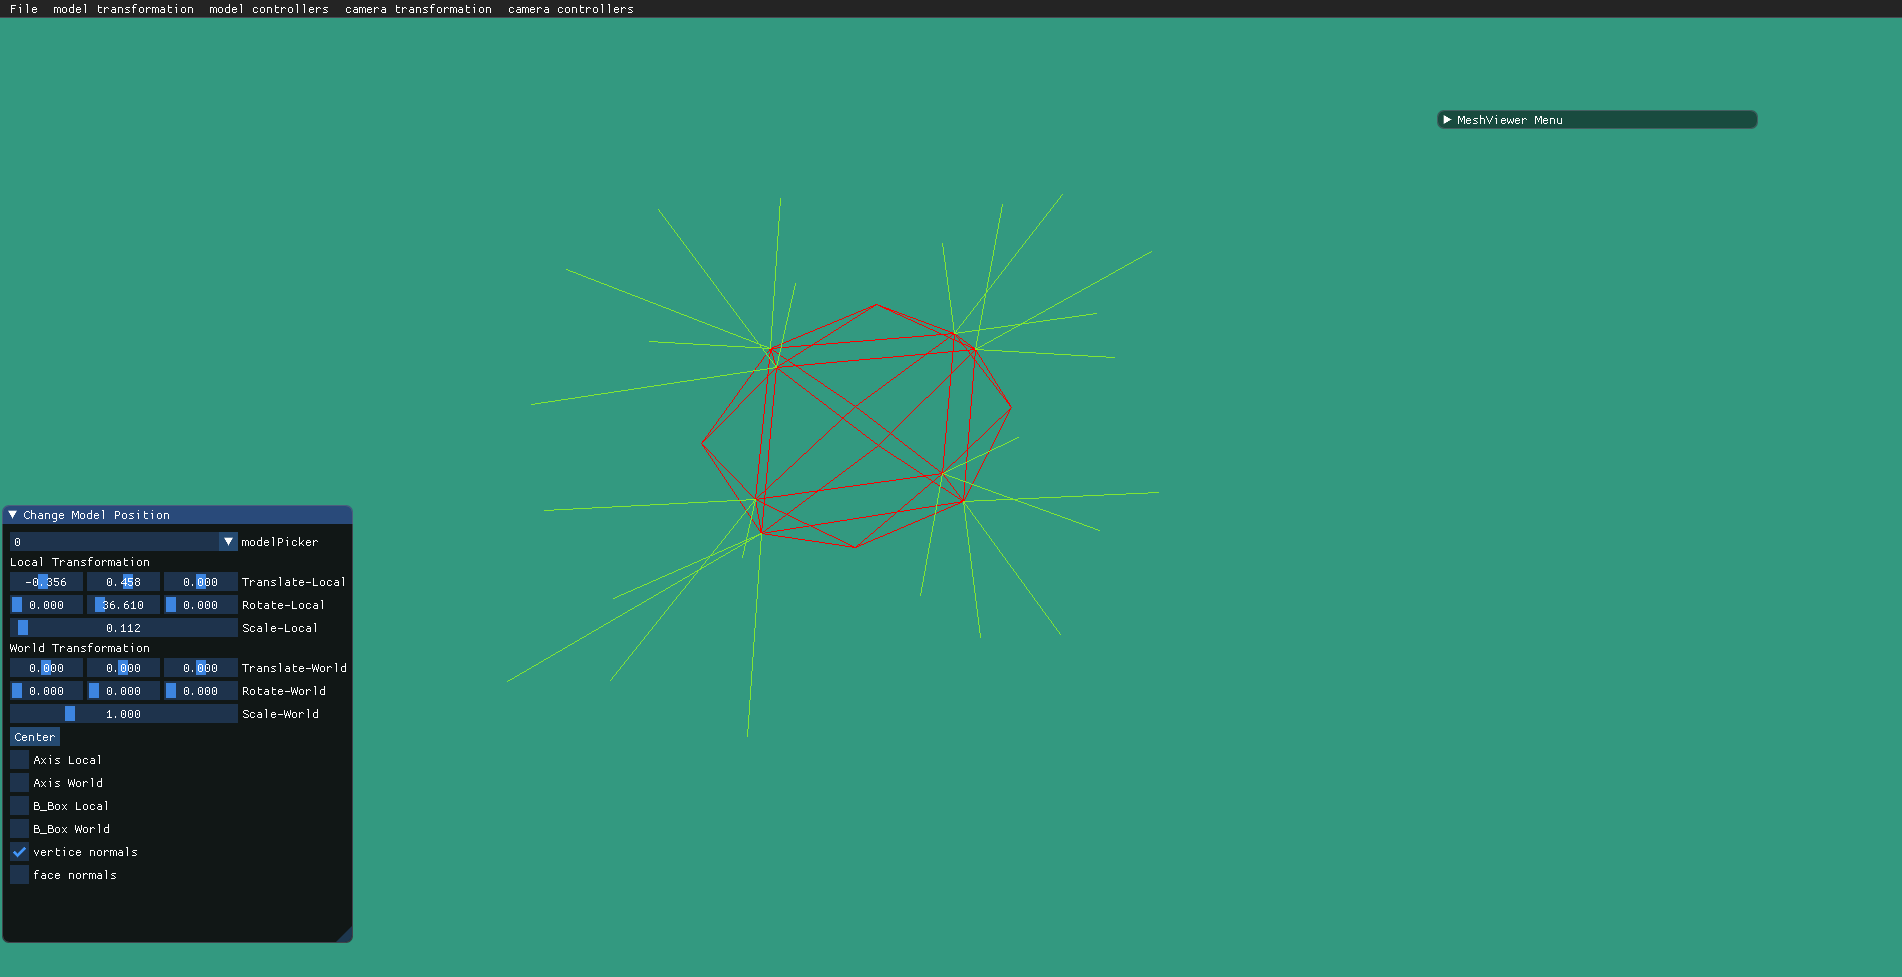 File model transformation model controllers camera transformation camera controllers
MeshViewer Menu
Change Model Position
0 modelPicker
Local Transformation
-0.356 0.458 0.000 Translate-Local
0.000 36.610 0.000 Rotate-Local
0.112 Scale-Local
World Transformation
0.000 0.000 0.000 Translate-World
0.000 0.000 0.000 Rotate-World
1.000 Scale-World
Center
Axis Local
Axis World
B_Box Local
B_Box World
vertice normals
face normals